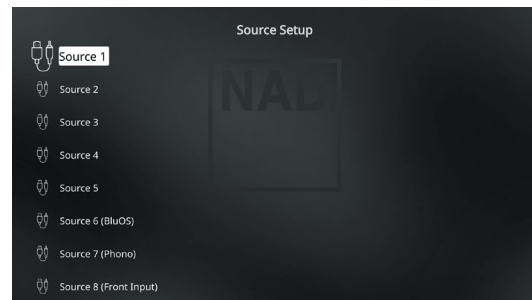 Source Setup
Source 1
NAD
Source 2
Source 3
Source 4
Source 5
Source 6 (BluOS)
Source 7 (Phono)
Source 8 (Front Input)